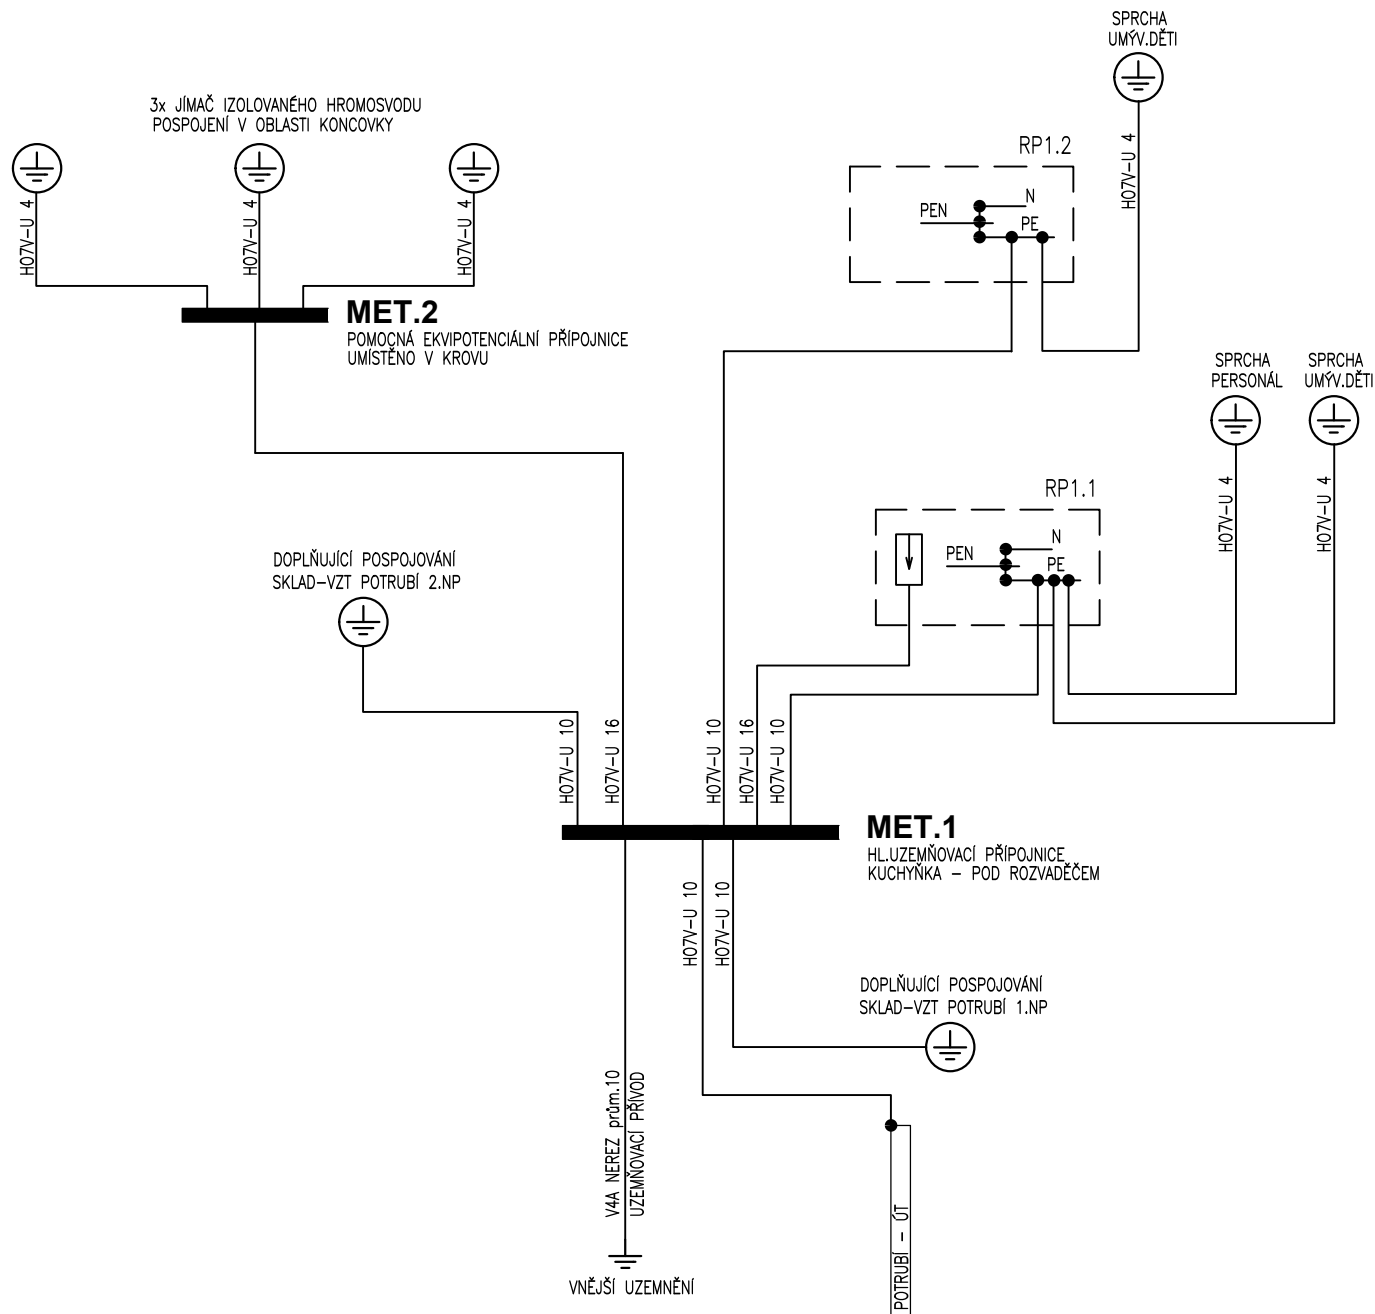 SPRCHA
UMÝV.DĚTI
3x JÍMAČ IZOLOVANÉHO HROMOSVODU
POSPOJENÍ V OBLASTI KONCOVKY
H07V-U 4
H07V-U 4
H07V-U 4
H07V-U 4
RP1.2
PEN
N
PE
MET.2
POMOCNÁ EKVIPOTENCIÁLNÍ PŘÍPOJNICE
UMÍSTĚNO V KROVU
SPRCHA
PERSONÁL
SPRCHA
UMÝV.DĚTI
H07V-U 4
H07V-U 4
RP1.1
PEN
N
PE
DOPLŇUJÍCÍ POSPOJOVÁNÍ
SKLAD-VZT POTRUBÍ 2.NP
H07V-U 10
H07V-U 16
H07V-U 10
H07V-U 16
H07V-U 10
MET.1
HL.UZEMŇOVACÍ PŘÍPOJNICE
KUCHYŇKA - POD ROZVADĚČEM
H07V-U 10
H07V-U 10
DOPLŇUJÍCÍ POSPOJOVÁNÍ
SKLAD-VZT POTRUBÍ 1.NP
V4A NEREZ prům.10
UZEMŇOVACÍ PŘÍVOD
VNĚJŠÍ UZEMNĚNÍ
POTRUBÍ - ÚT